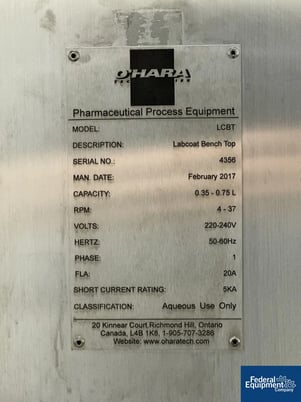 O'HARA
TECHNOLOGIES
Pharmaceutical Process Equipment
MODEL: LCBT
DESCRIPTION: Labcoat Bench Top
SERIAL NO.: 4356
MAN. DATE: February 2017
CAPACITY: 0.35 - 0.75 L
RPM: 4 - 37
VOLTS: 220-240V
HERTZ: 50-60Hz
PHASE: 1
FLA: 20A
SHORT CURRENT RATING: 5KA
CLASSIFICATION: Aqueous Use Only
20 Kinnear Court,Richmond Hill, Ontario
Canada, L4B 1K8, 1-905-707-3286
Website: www.oharatech.com
Federal
Equipment
Company